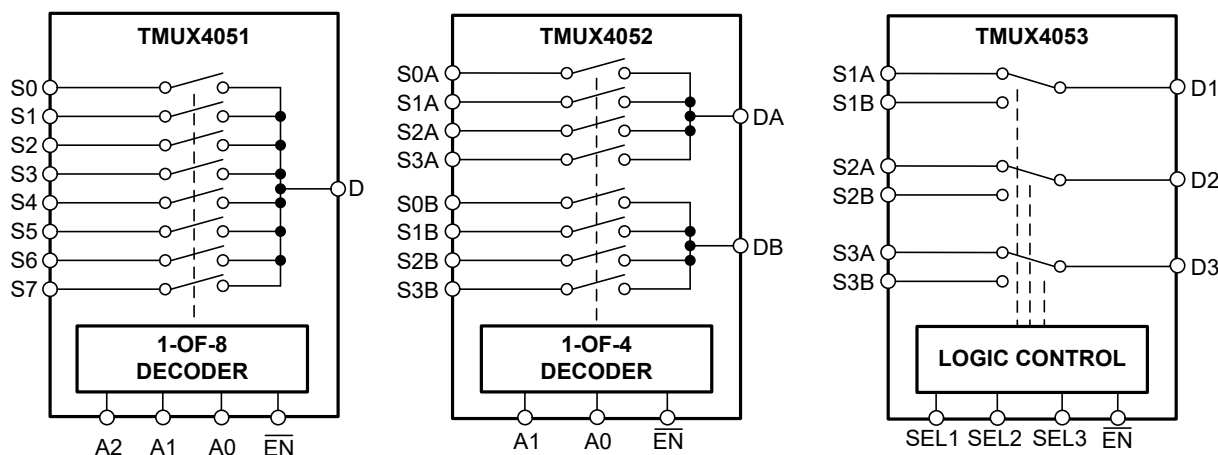 TMUX4051
S0
S1
S2
S3
S4
S5
S6
S7
D
1-OF-8
DECODER
A2 A1 A0 EN
TMUX4052
S0A
S1A
S2A
S3A
S0B
S1B
S2B
S3B
DA
DB
1-OF-4
DECODER
A1 A0 EN
TMUX4053
S1A
S1B
S2A
S2B
S3A
S3B
D1
D2
D3
LOGIC CONTROL
SEL1 SEL2 SEL3 EN